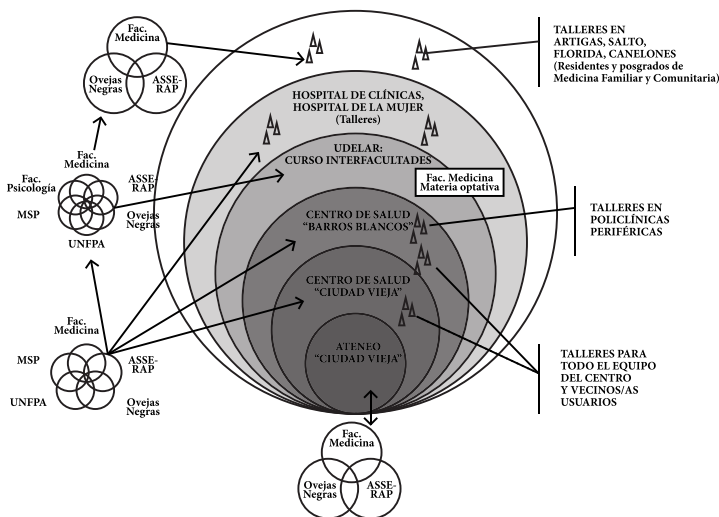 Fac.
Medicina
Ovejas
Negras
ASSE-
RAP
Fac.
Medicina
Fac.
Psicología
ASSE-
RAP
MSP
Ovejas
Negras
UNFPA
Fac.
Medicina
MSP
ASSE-
RAP
UNFPA
Ovejas
Negras
HOSPITAL DE CLÍNICAS,
HOSPITAL DE LA MUJER
(Talleres)
UDELAR:
CURSO INTERFACULTADES
Fac. Medicina
Materia optativa
CENTRO DE SALUD
“BARROS BLANCOS”
CENTRO DE SALUD
“CIUDAD VIEJA”
ATENEO
“CIUDAD VIEJA”
Fac.
Medicina
Ovejas
Negras
ASSE-
RAP
TALLERES EN
ARTIGAS, SALTO,
FLORIDA, CANELONES
(Residentes y posgrados de
Medicina Familiar y Comunitaria)
TALLERES EN
POLICLÍNICAS
PERIFÉRICAS
TALLERES PARA
TODO EL EQUIPO
DEL CENTRO
Y VECINOS/AS
USUARIOS